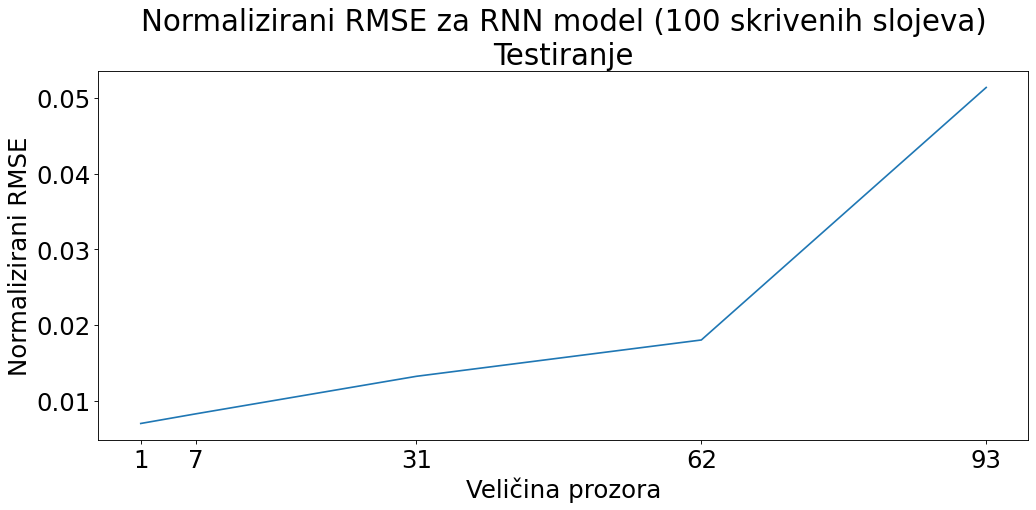 Normalizirani RMSE za RNN model (100 skrivenih slojeva)
Testiranje
Normalizirani RMSE
0.05
0.04
0.03
0.02
0.01
1 7 31 62 93
Veličina prozora